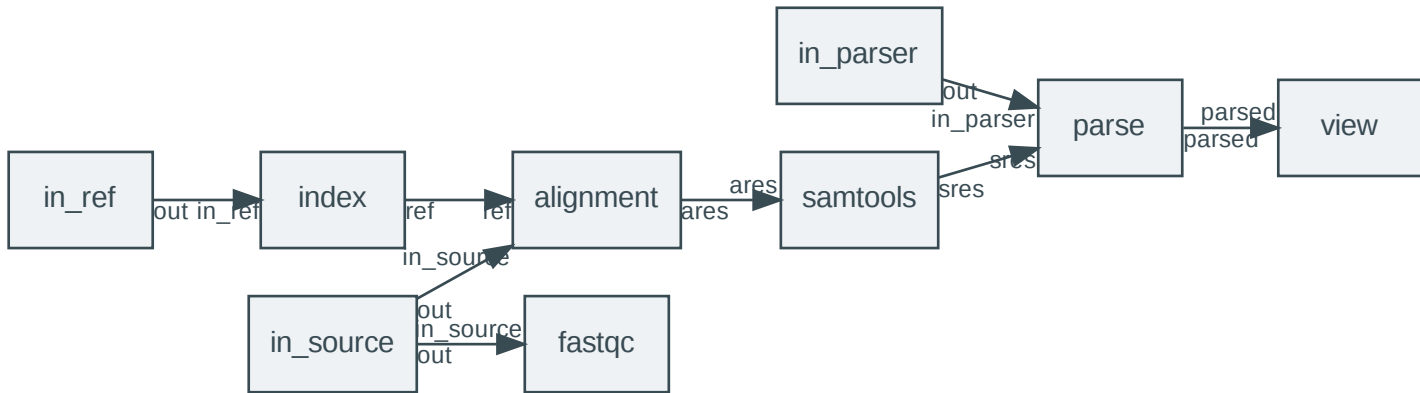 in_parser
out
in_parser
parse
parsed
parsed
view
in_ref
out
in_ref
index
ref
ref
alignment
ares
ares
samtools
sres
sres
in_source
in_source
out
in_source
out
fastqc